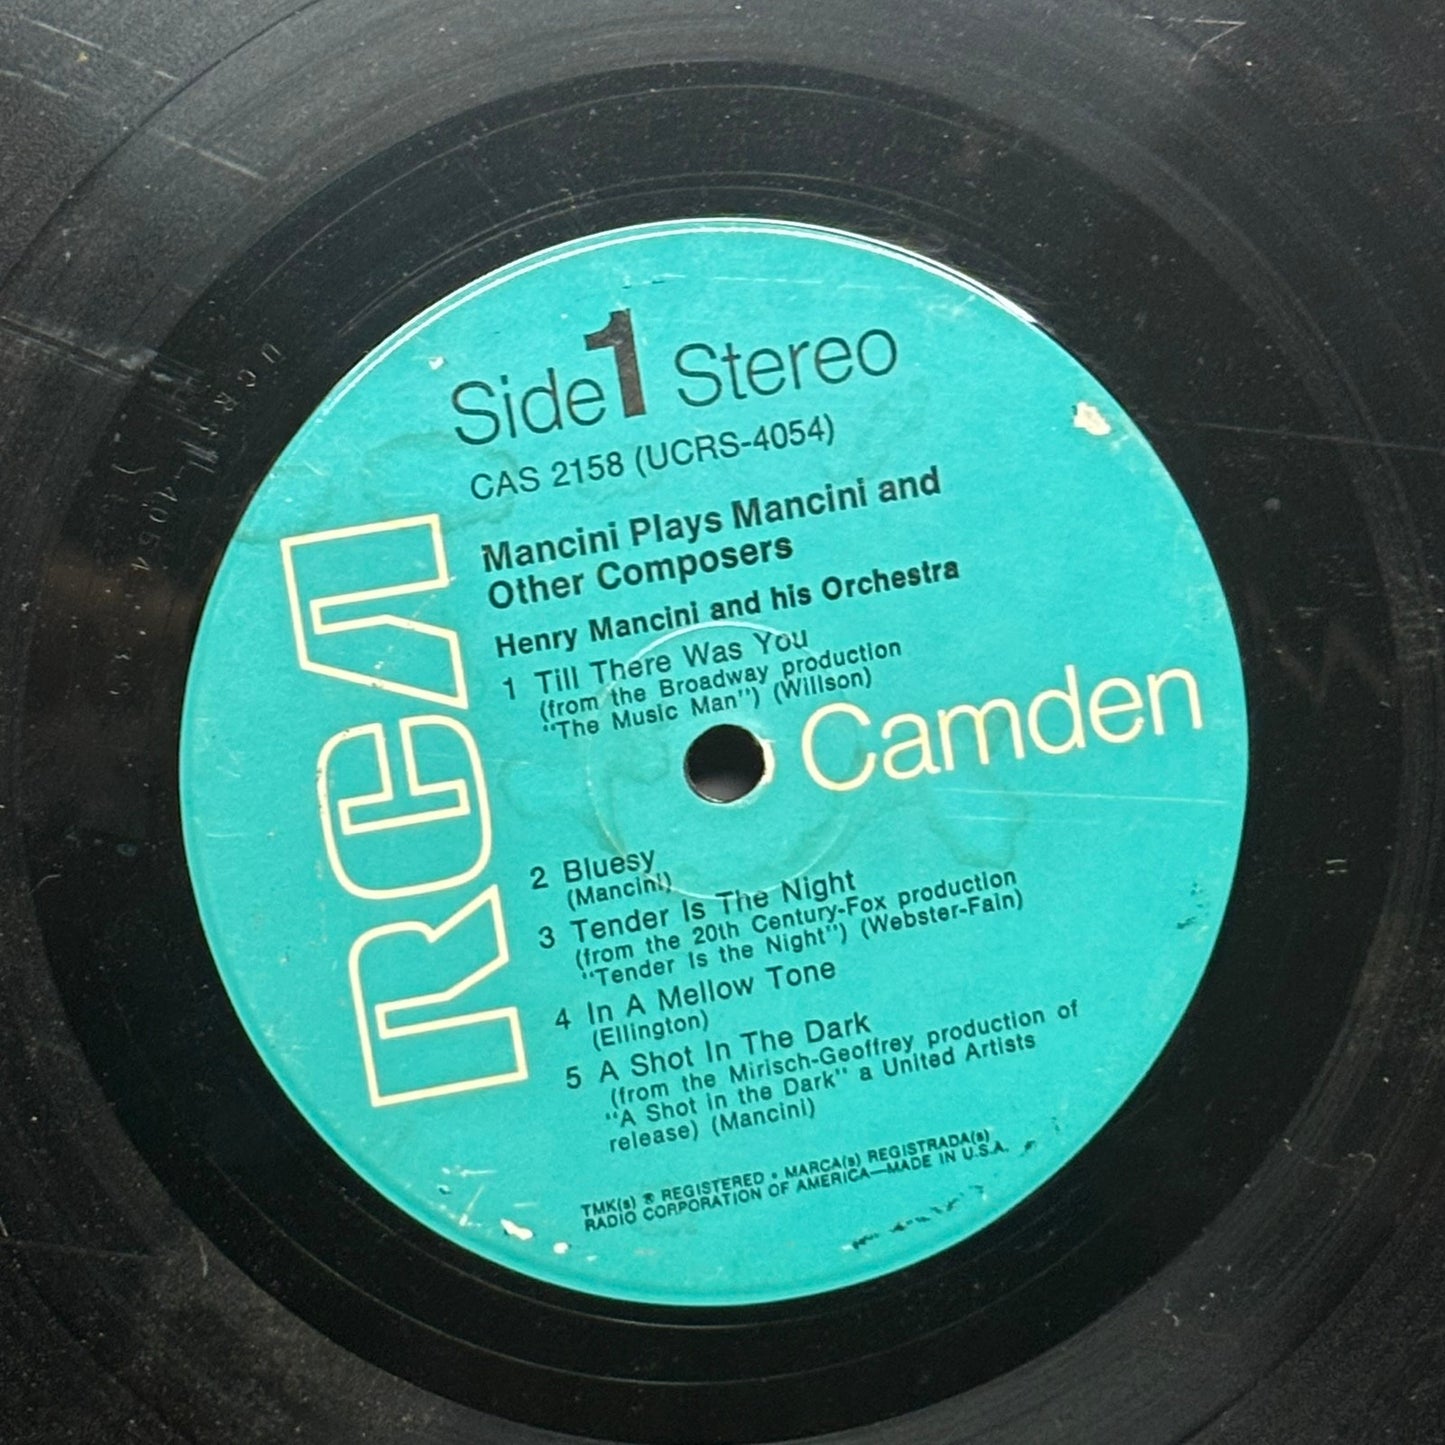 Side 1 Stereo
CAS 2158 (UCRS-4054)
Mancini Plays Mancini and
Other Composers
Henry Mancini and his Orchestra
1 Till There Was You
(from the Broadway production
"The Music Man") (Willson)
RCA
Camden
2 Bluesy
(Mancini)
3 Tender Is The Night
(from the 20th Century-Fox production
"Tender Is the Night") (Webster-Fain)
4 In A Mellow Tone
(Ellington)
5 A Shot In The Dark
(from the Mirisch-Geoffrey production of
"A Shot in the Dark" a United Artists
release) (Mancini)
TMK(s) ® REGISTERED • MARCA(s) REGISTRADA(s)
RADIO CORPORATION OF AMERICA—MADE IN U.S.A.